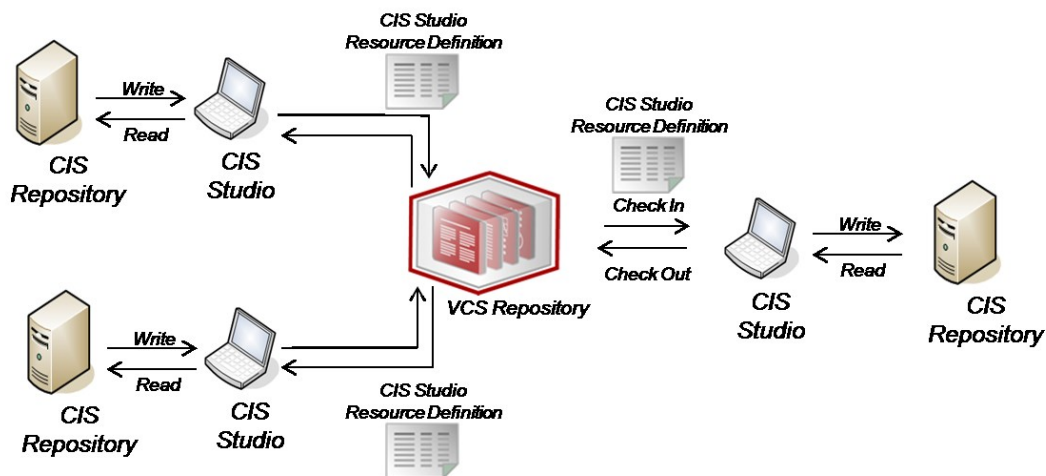 CIS Studio
Resource Definition
Write
Read
CIS
Repository
CIS
Studio
CIS Studio
Resource Definition
Check In
Check Out
VCS Repository
Write
Read
CIS
Studio
CIS
Repository
Write
Read
CIS
Repository
CIS
Studio
CIS Studio
Resource Definition